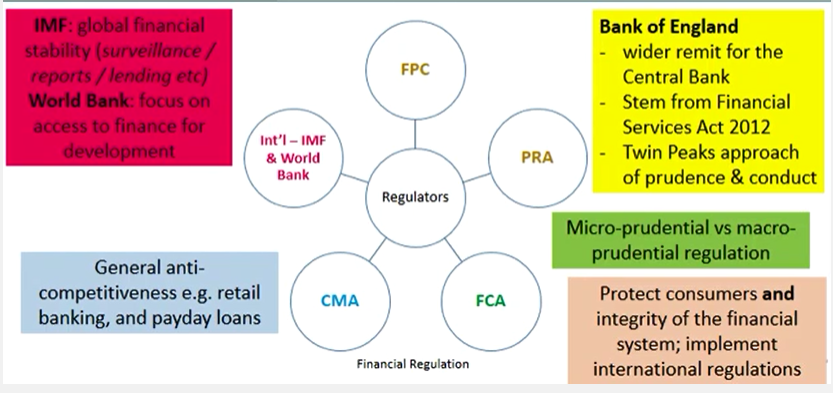 IMF: global financial
stability (surveillance /
reports / lending etc)
World Bank: focus on
access to finance for
development
FPC
Bank of England
- wider remit for the
Central Bank
- Stem from Financial
Services Act 2012
- Twin Peaks approach
of prudence & conduct
Int'l – IMF
& World
Bank
PRA
Regulators
Micro-prudential vs macro-
prudential regulation
General anti-
competitiveness e.g. retail
banking, and payday loans
CMA
FCA
Protect consumers and
integrity of the financial
system; implement
international regulations
Financial Regulation